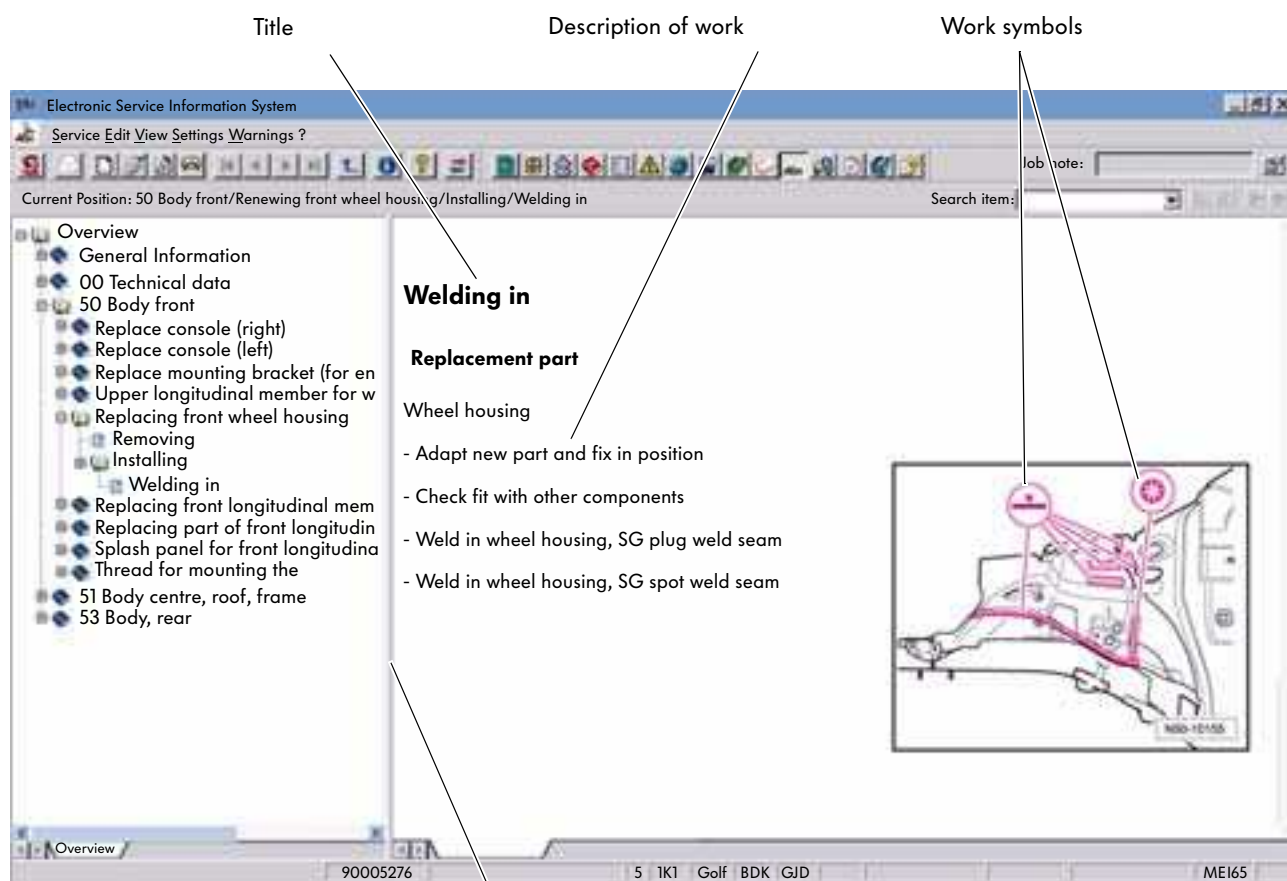 Title Description of work Work symbols
Electronic Service Information System
Service Edit View Settings Warnings ?
Job note:
Current Position: 50 Body front/Renewing front wheel housing/Installing/Welding in Search item:
Overview
General Information
00 Technical data
50 Body front
Replace console (right)
Replace console (left)
Replace mounting bracket (for en
Upper longitudinal member for w
Replacing front wheel housing
Removing
Installing
Welding in
Replacing front longitudinal mem
Replacing part of front longitudin
Splash panel for front longitudina
Thread for mounting the
51 Body centre, roof, frame
53 Body, rear
Welding in
Replacement part
Wheel housing
- Adapt new part and fix in position
- Check fit with other components
- Weld in wheel housing, SG plug weld seam
- Weld in wheel housing, SG spot weld seam
Overview
90005276 5 1K1 Golf BDK GJD MEI65